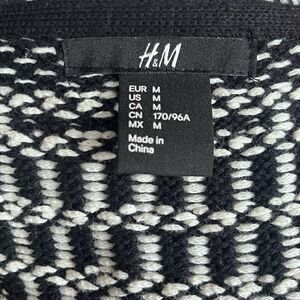 H&M
EUR M
US M
CA M
CN 170/96A
MX M
Made in
China